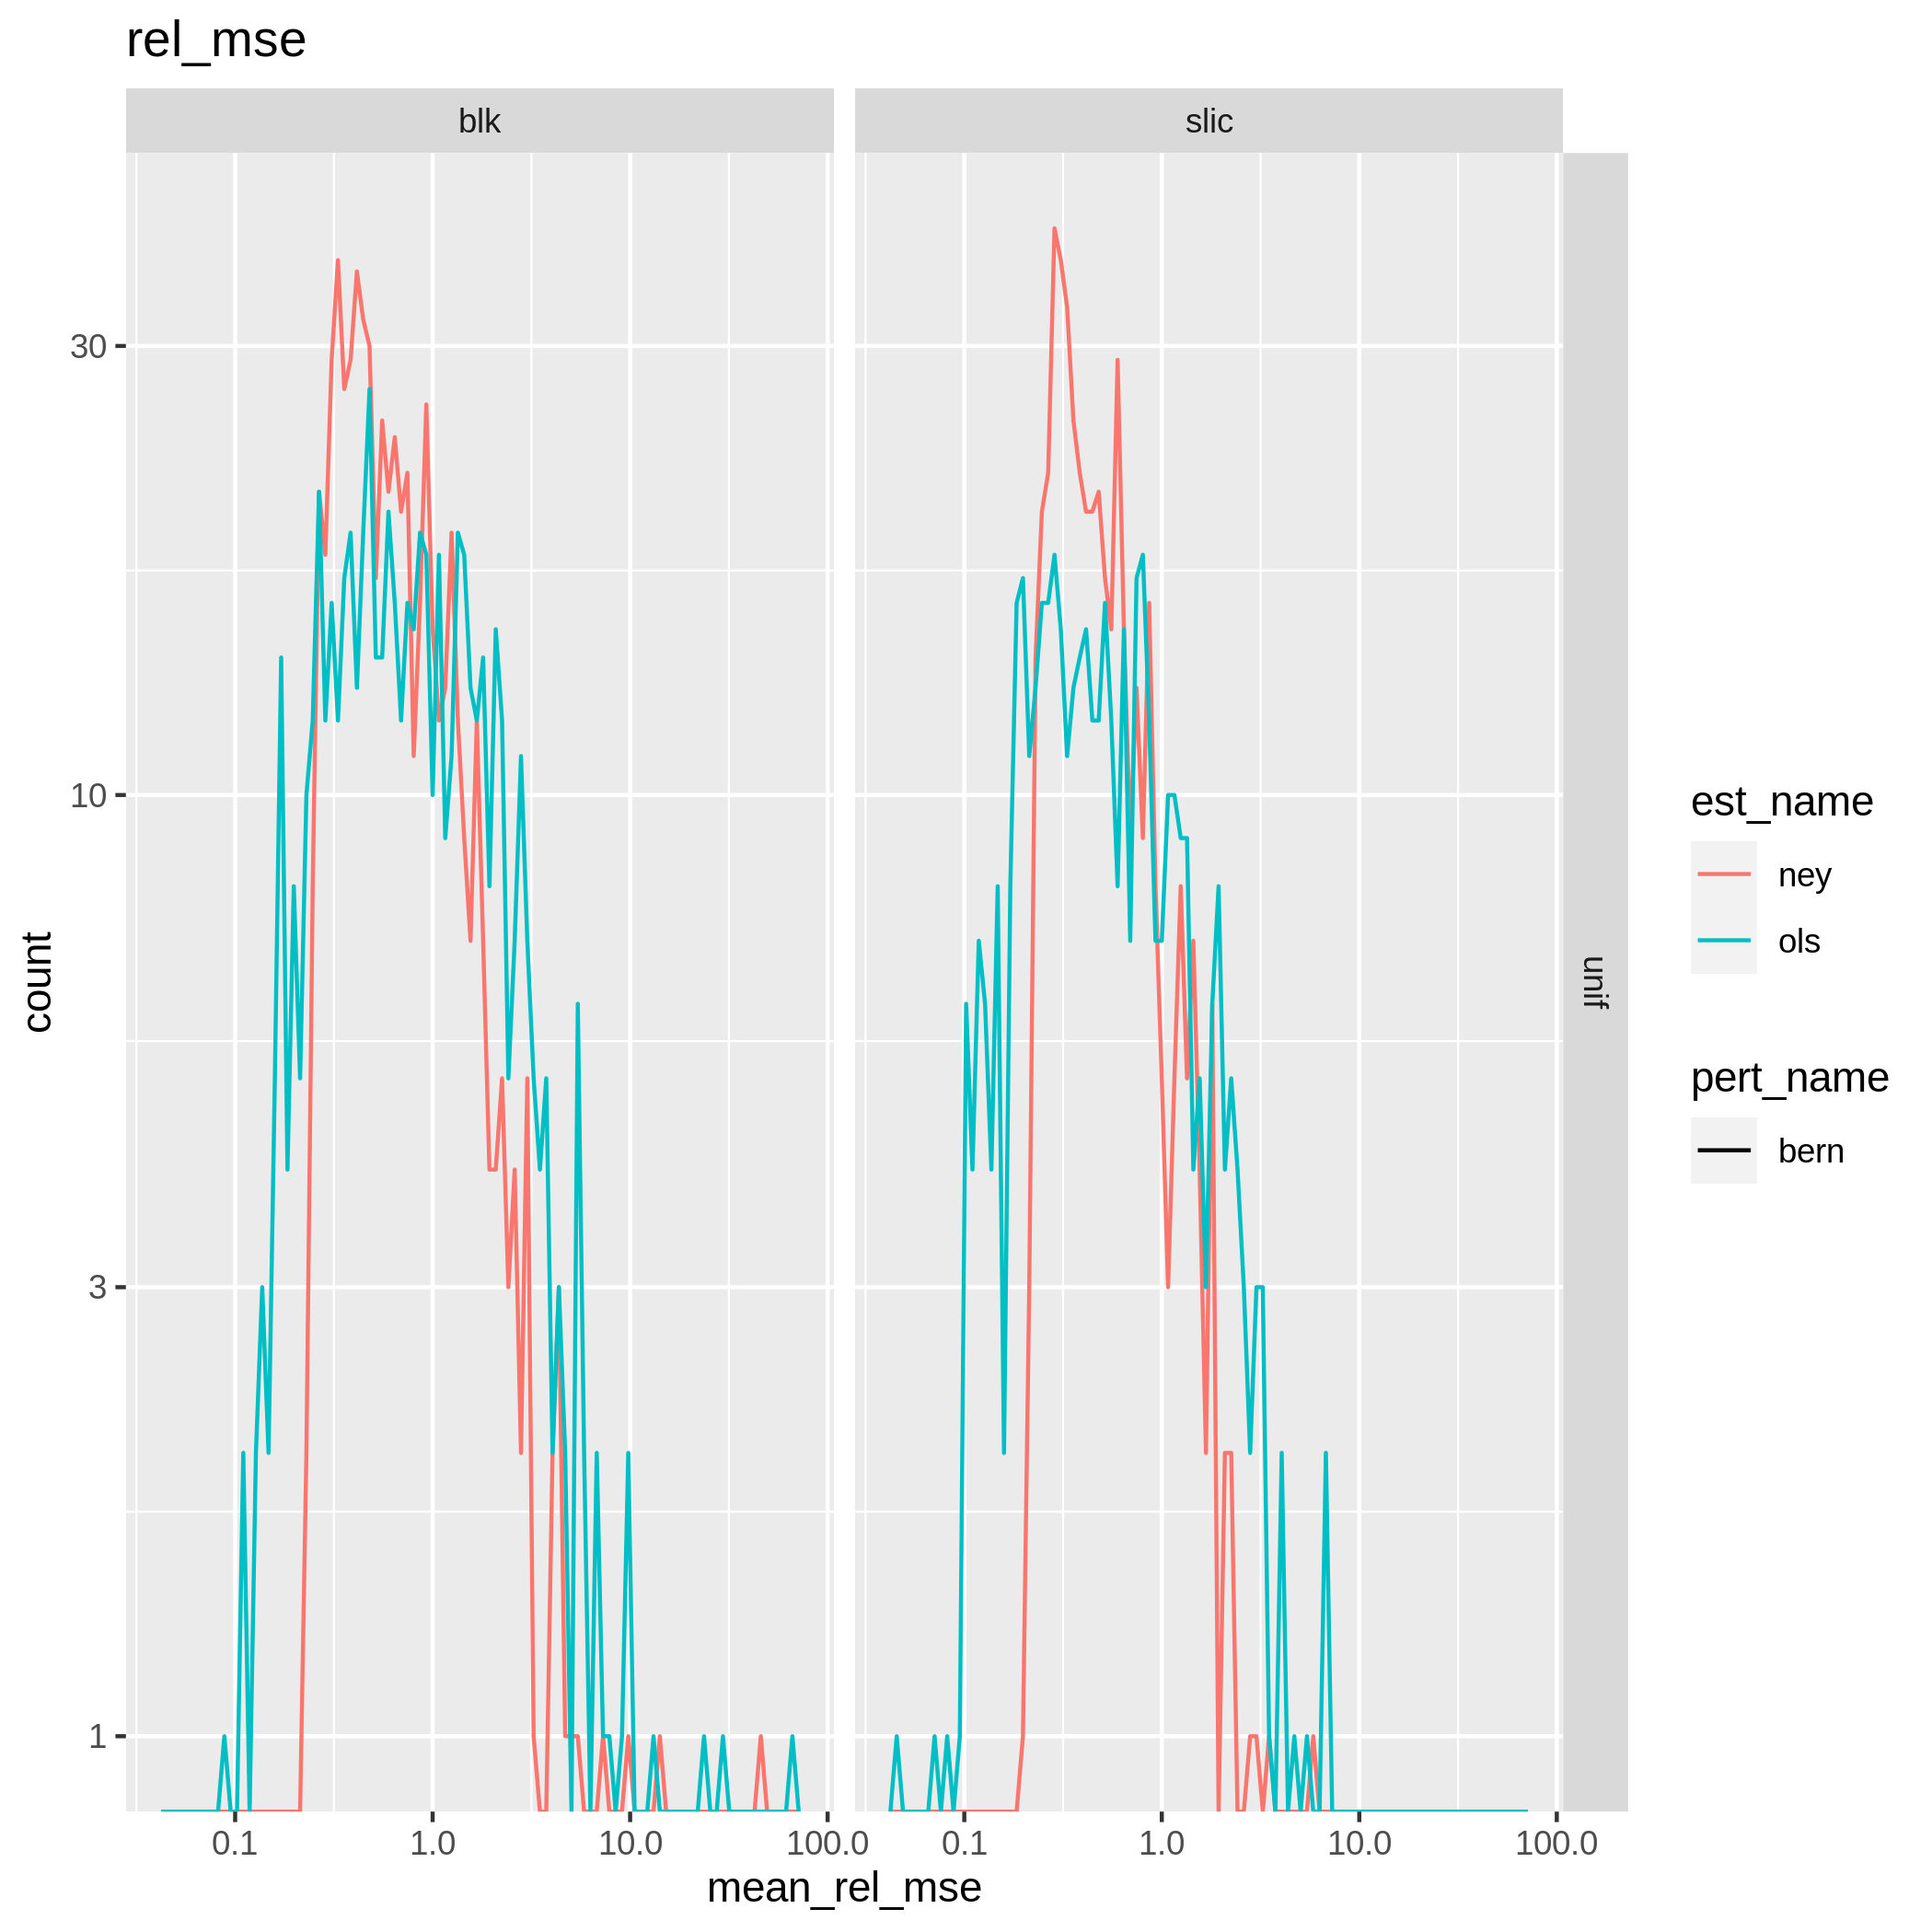 rel_mse
blk
slic
unif
30
10
3
1
count
0.1 1.0 10.0 100.0 0.1 1.0 10.0 100.0
mean_rel_mse
est_name
ney
ols
pert_name
bern